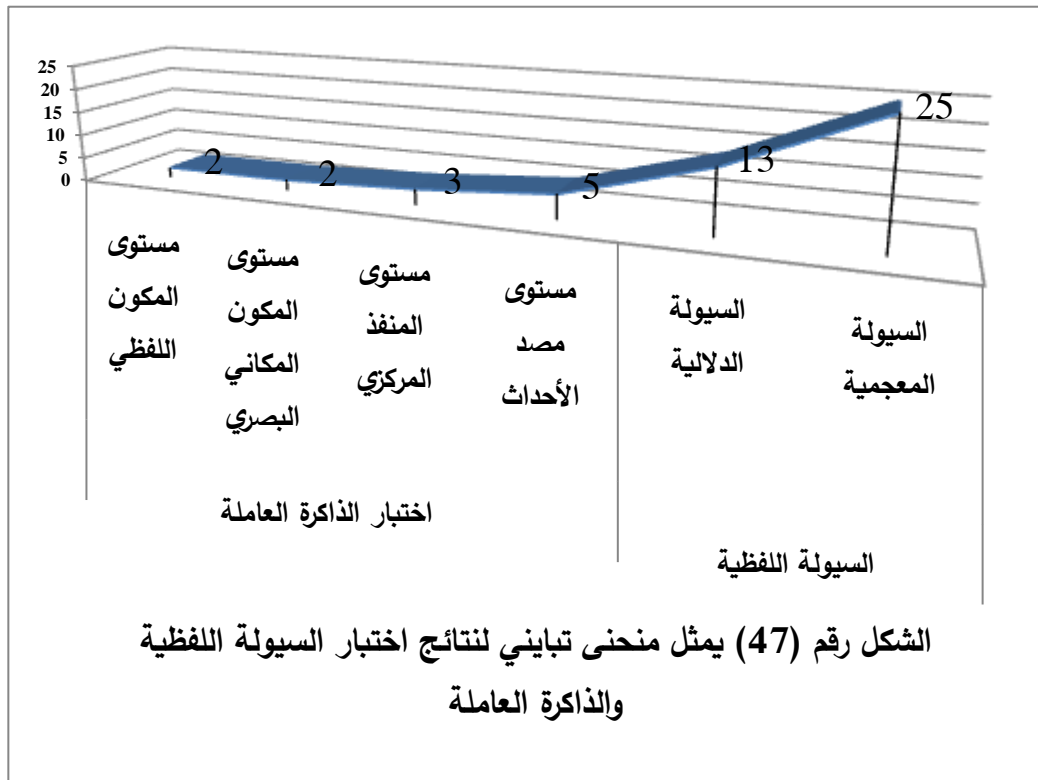 25
20
15
10
5
0
2
2
3
5
13
25
مستوى
المكون
اللفظي
مستوى
المكون
المكاني
البصري
مستوى
المنفذ
المركزي
مستوى
مصد
الأحداث
السيولة
الدلالية
السيولة
المعجمية
اختبار الذاكرة العاملة
السيولة اللفظية
الشكل رقم (47) يمثل منحنى تبايني لنتائج اختبار السيولة اللفظية
والذاكرة العاملة